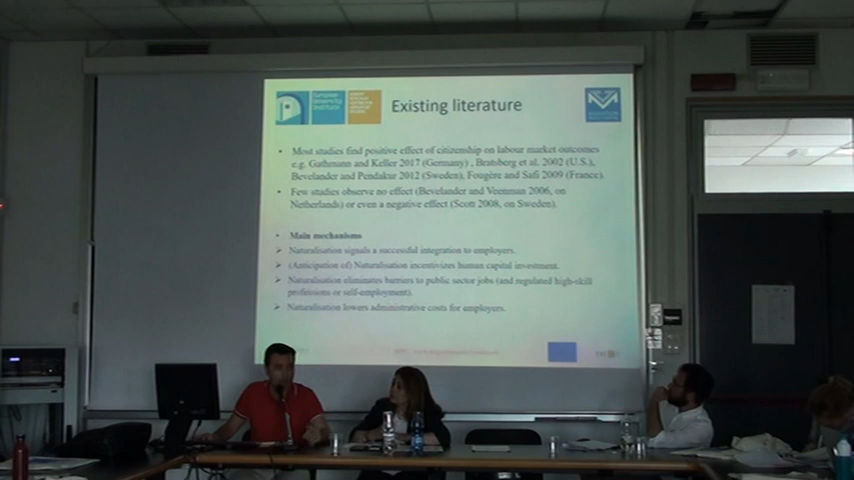 European
University
Institute
Existing literature
• Most studies find positive effect of citizenship on labour market outcomes
e.g. Gathmann and Keller 2017 (Germany) , Bratsberg et al. 2002 (U.S.),
Bevelander and Pendakur 2012 (Sweden), Fougère and Safi 2009 (France).
• Few studies observe no effect (Bevelander and Veenman 2006, on
Netherlands) or even a negative effect (Scott 2008, on Sweden).
• Main mechanisms
➢ Naturalisation signals a successful integration to employers.
➢ (Anticipation of) Naturalisation incentivizes human capital investment.
➢ Naturalisation eliminates barriers to public sector jobs (and regulated high-skill
professions or self-employment).
➢ Naturalisation lowers administrative costs for employers.